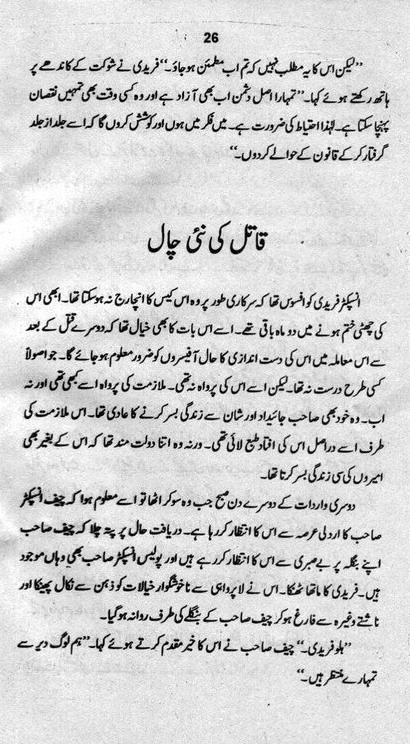 26
”لیکن اس کا یہ مطلب نہیں کہ تم اب مطمئن ہوجاؤ۔“ فریدی نے شوکت کے کاندھے پر
ہاتھ رکھتے ہوئے کہا۔ ”تمہارا اصل دشمن اب بھی آزاد ہے اور وہ کسی وقت بھی تمہیں نقصان
پہنچا سکتا ہے۔ لہٰذا احتیاط کی ضرورت ہے۔ میں فکر میں ہوں اور کوشش کروں گا کہ اسے جلد از جلد
گرفتار کر کے قانون کے حوالے کردوں۔“
قاتل کی نئی چال
انسپکٹر فریدی کو افسوس تھا کہ سرکاری طور پر وہ اس کیس کا انچارج نہ ہوسکتا تھا۔ ابھی اس
کی چھٹی ختم ہونے میں دو ماہ باقی تھے۔ اسے اس بات کا بھی خیال تھا کہ دوسرے قتل کے بعد
سے اس معاملہ میں اس کی دست اندازی کا حال آفیسروں کو ضرور معلوم ہو جائے گا۔ جو اصولاً
کسی طرح درست نہ تھا۔ لیکن اسے اس کی پرواہ نہ تھی۔ ملازمت کی پرواہ اسے کبھی تھی اور نہ
اب۔ وہ خود بھی صاحب جائیداد اور شان سے زندگی بسر کرنے کا عادی تھا۔ اس ملازمت کی
طرف اسے دراصل اس کی افتاد طبع لائی تھی۔ ورنہ وہ اتنا دولت مند تھا کہ اس کے بغیر بھی
امیروں کی سی زندگی بسر کرتا تھا۔
دوسری واردات کے دوسرے دن صبح جب وہ سو کر اٹھا تو اسے معلوم ہوا کہ چیف انسپکٹر
صاحب کا اردلی عرصہ سے اس کا انتظار کررہا ہے۔ دریافت حال پر پتہ چلا کہ چیف صاحب
اپنے بنگلہ پر بے صبری سے اس کا انتظار کررہے ہیں اور پولیس انسپکٹر صاحب بھی وہاں موجود
ہیں۔ فریدی کا ماتھا ٹھنکا۔ اس نے لاپرواہی سے ناخوشگوار خیالات کو ذہن سے نکال پھینکا اور
ناشتے وغیرہ سے فارغ ہو کر چیف صاحب کے بنگلے کی طرف روانہ ہوگیا۔
”ہلو فریدی۔“ چیف صاحب نے اس کا خیر مقدم کرتے ہوئے کہا۔ ”ہم لوگ دیر سے
تمہارے منتظر ہیں۔“